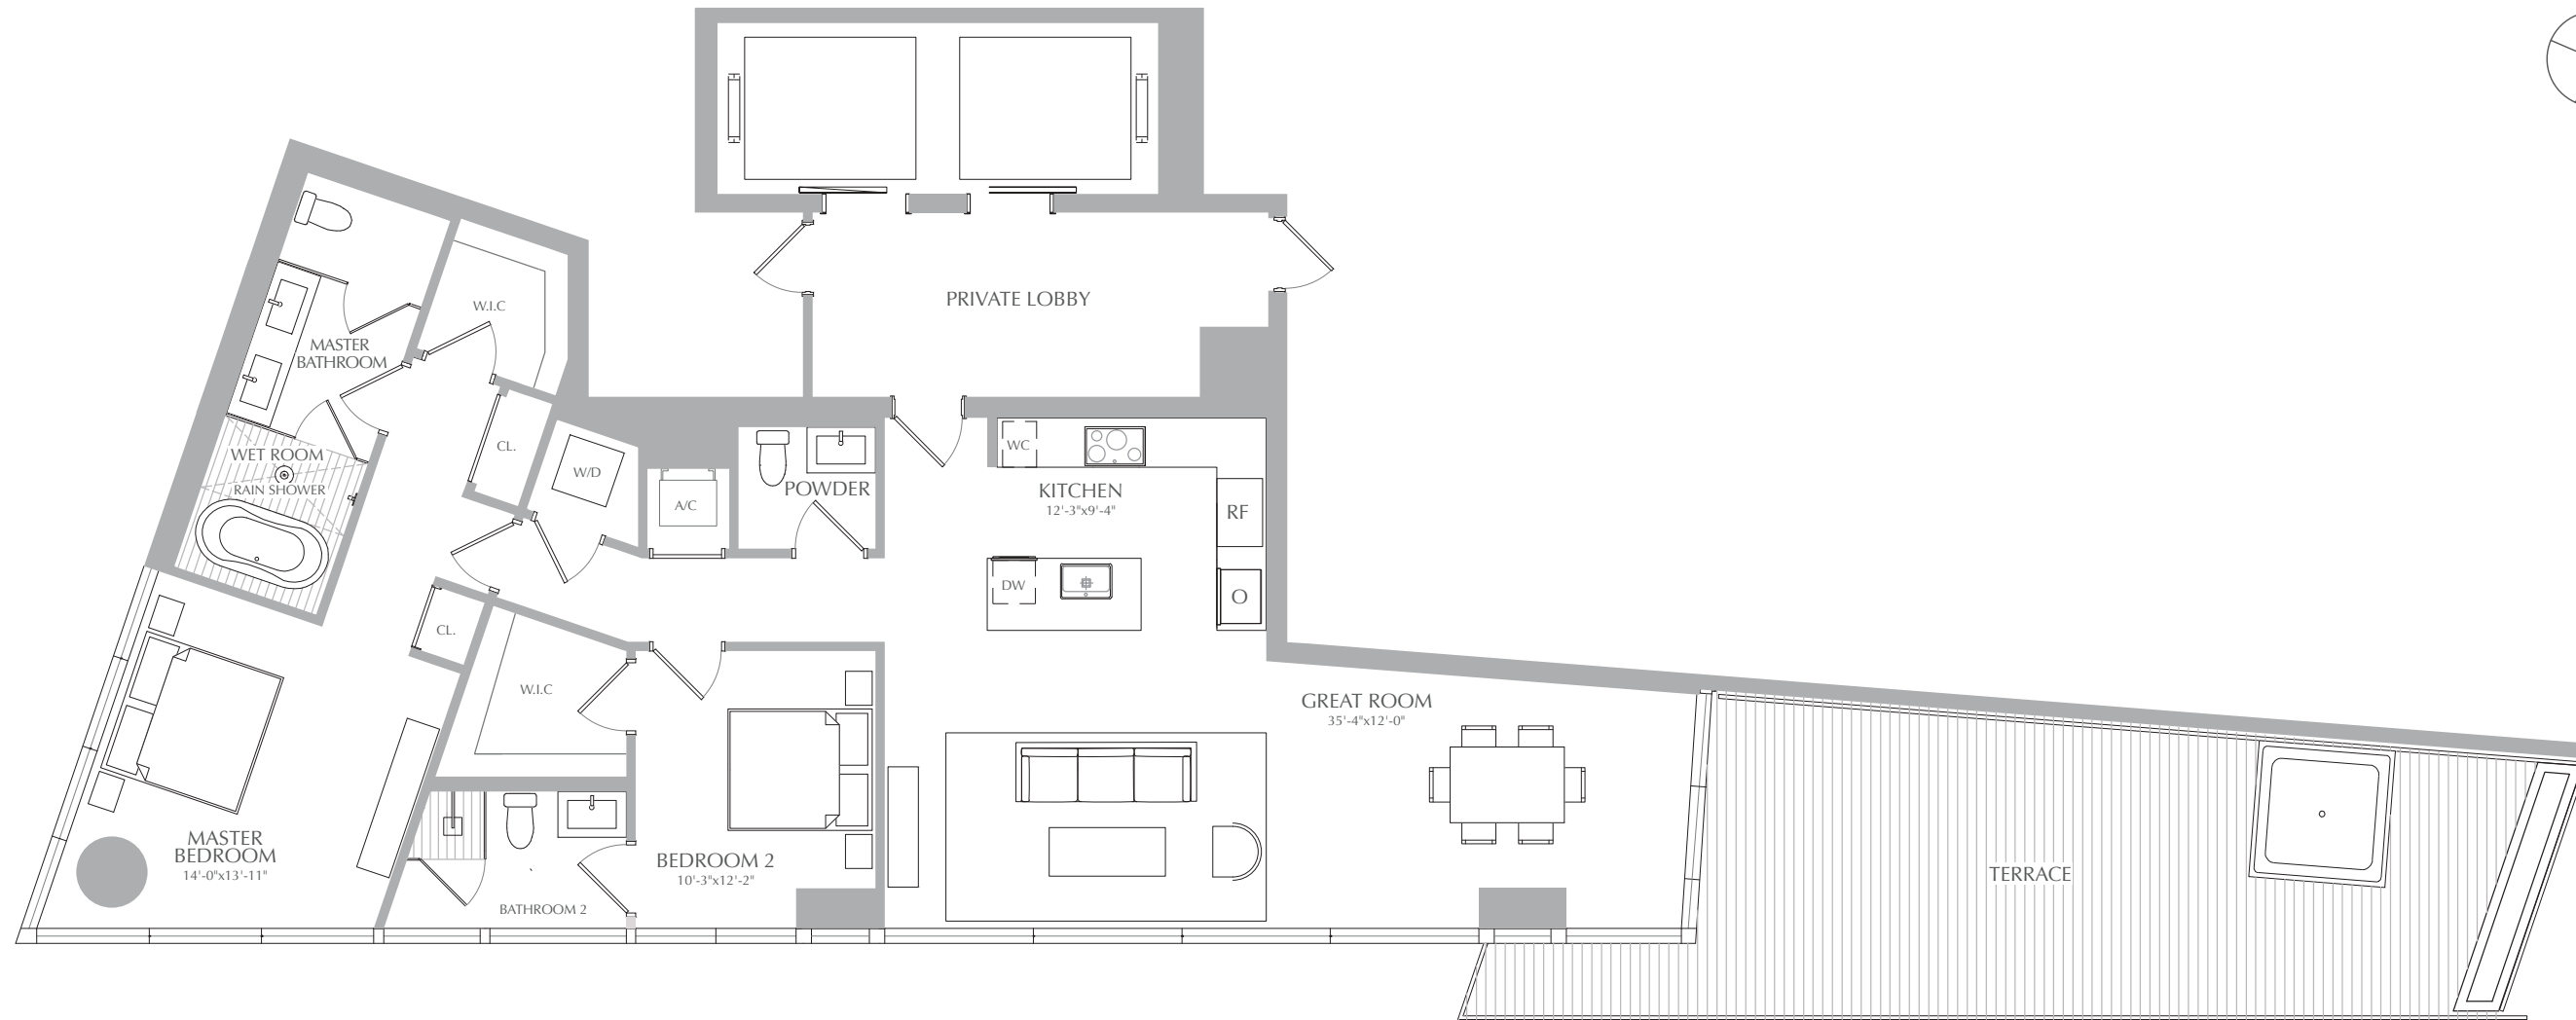 PRIVATE LOBBY
W.I.C
MASTER
BATHROOM
CL.
WET ROOM
RAIN SHOWER
W/D
A/C
POWDER
WC
KITCHEN
12'-3"x9'-4"
RF
DW
O
CL.
W.I.C
GREAT ROOM
35'-4"x12'-0"
MASTER
BEDROOM
14'-0"x13'-11"
BEDROOM 2
10'-3"x12'-2"
BATHROOM 2
TERRACE